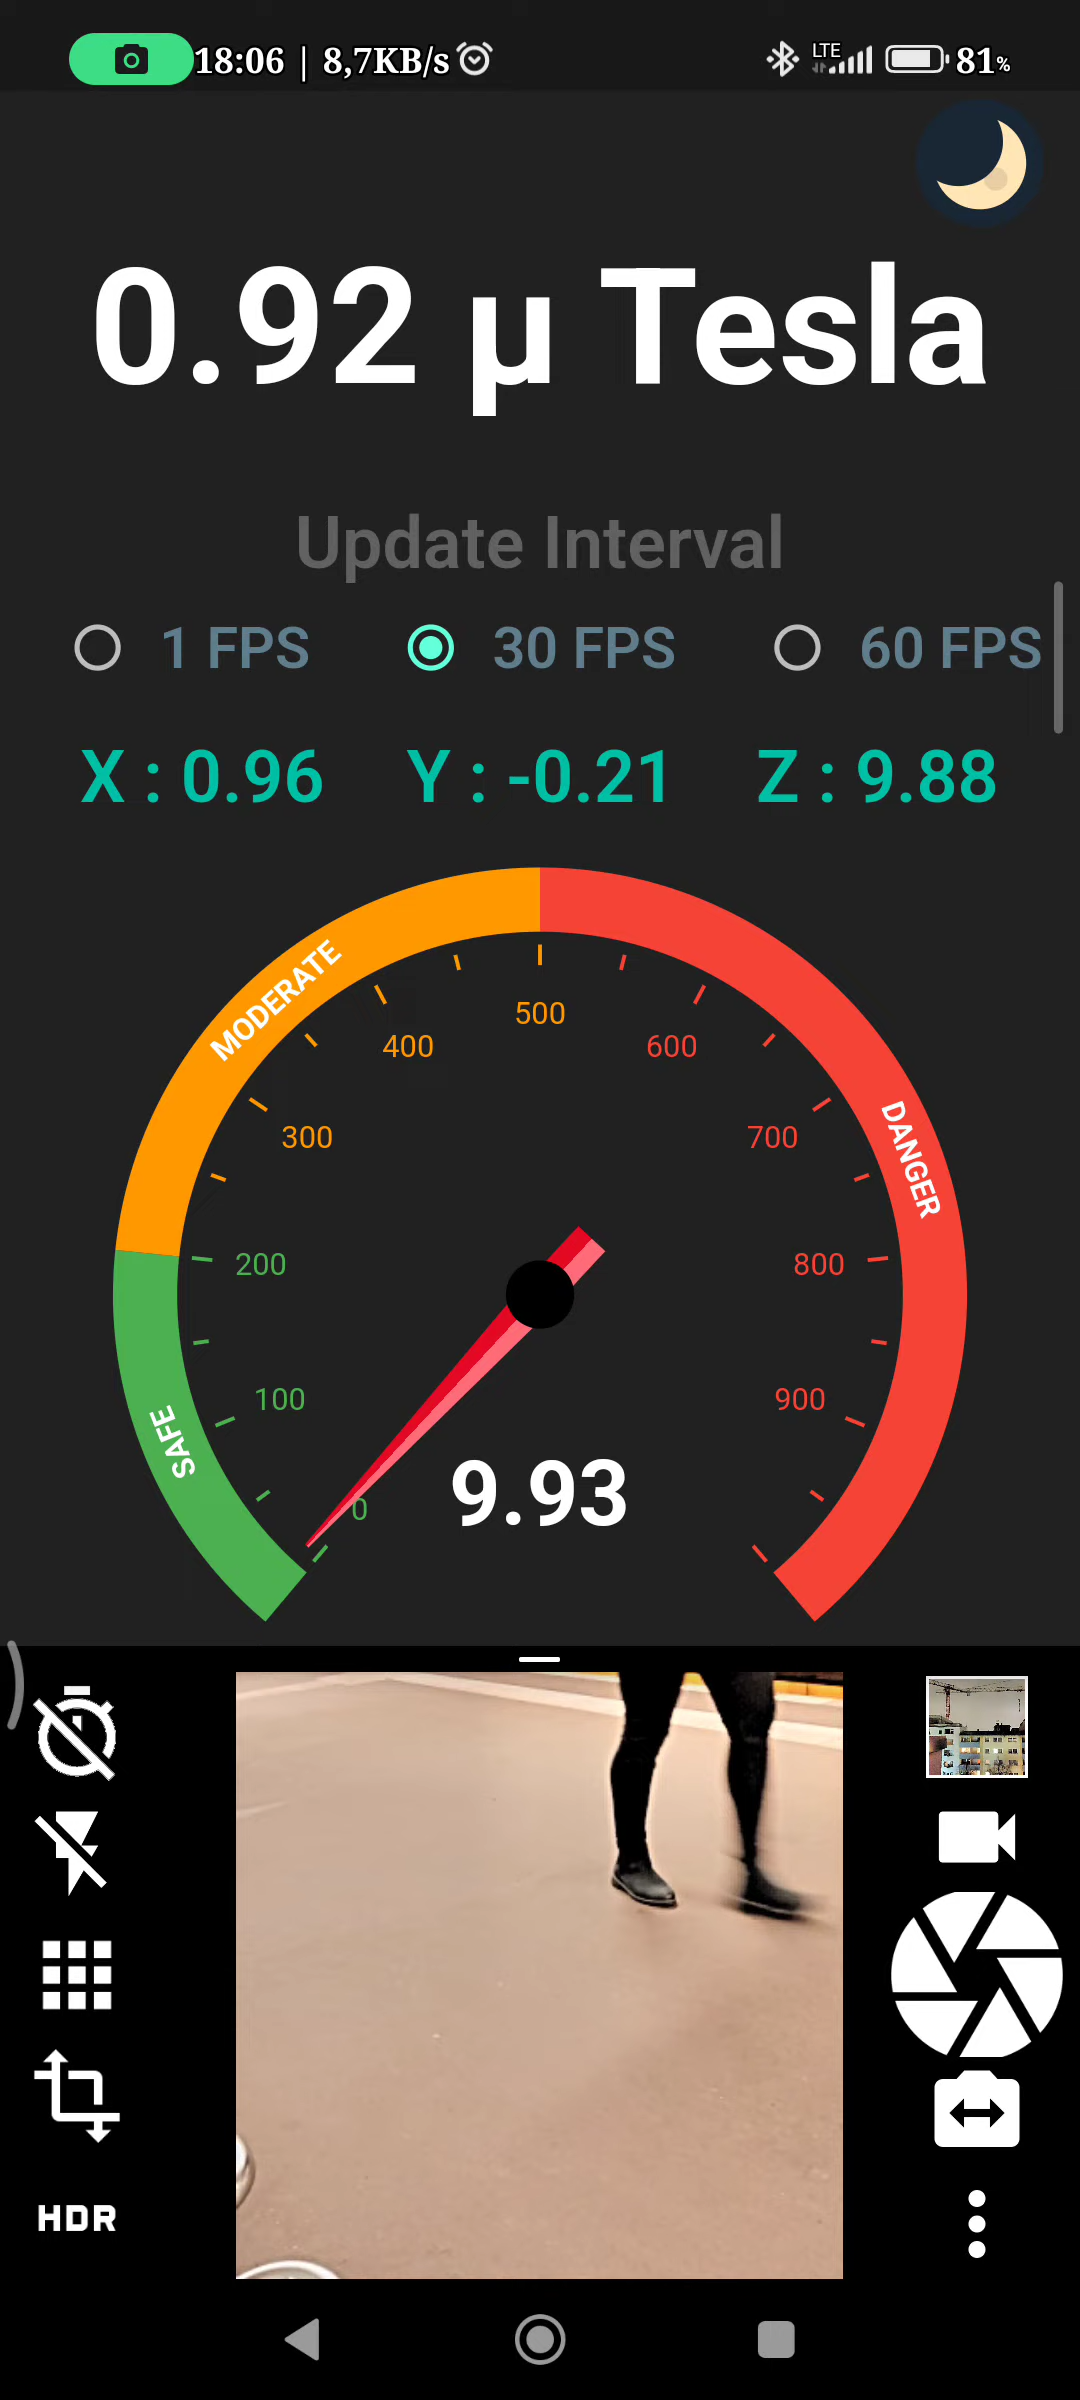 18:06 | 8,7KB/s LTE 81%
0.92 µ Tesla
Update Interval
1 FPS 30 FPS 60 FPS
X : 0.96 Y : -0.21 Z : 9.88
MODERATE
500
400 600
300 700
DANGER
200 800
100 900
SAFE
0 9.93
HDR